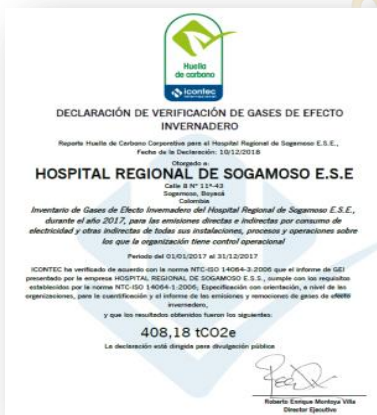 Huella
de carbono
icontec
DECLARACIÓN DE VERIFICACIÓN DE GASES DE EFECTO
INVERNADERO
Reporte Huella de Carbono Corporativa para el Hospital Regional de Sogamoso E.S.E.,
Fecha de la Declaración: 10/12/2018
Otorgado a:
HOSPITAL REGIONAL DE SOGAMOSO E.S.E
Calle 8 N° 11ª-43
Sogamoso, Boyacá
Colombia
Inventario de Gases de Efecto Invernadero del Hospital Regional de Sogamoso E.S.E.,
durante el año 2017, para las emisiones directas e indirectas por consumo de
electricidad y otras indirectas de todas sus instalaciones, procesos y operaciones sobre
los que la organización tiene control operacional
Periodo del 01/01/2017 al 31/12/2017
ICONTEC ha verificado de acuerdo con la norma NTC-ISO 14064-3:2006 que el informe de GEI
presentado por la empresa HOSPITAL REGIONAL DE SOGAMOSO E.S.E., cumple con los requisitos
establecidos por la norma NTC-ISO 14064-1:2006; Especificación con orientación, a nivel de las
organizaciones, para la cuantificación y el informe de las emisiones y remociones de gases de efecto
invernadero,
y que los resultados obtenidos fueron los siguientes:
408,18 tCO2e
La declaración está dirigida para divulgación pública
Roberto Enrique Montoya Villa
Director Ejecutivo